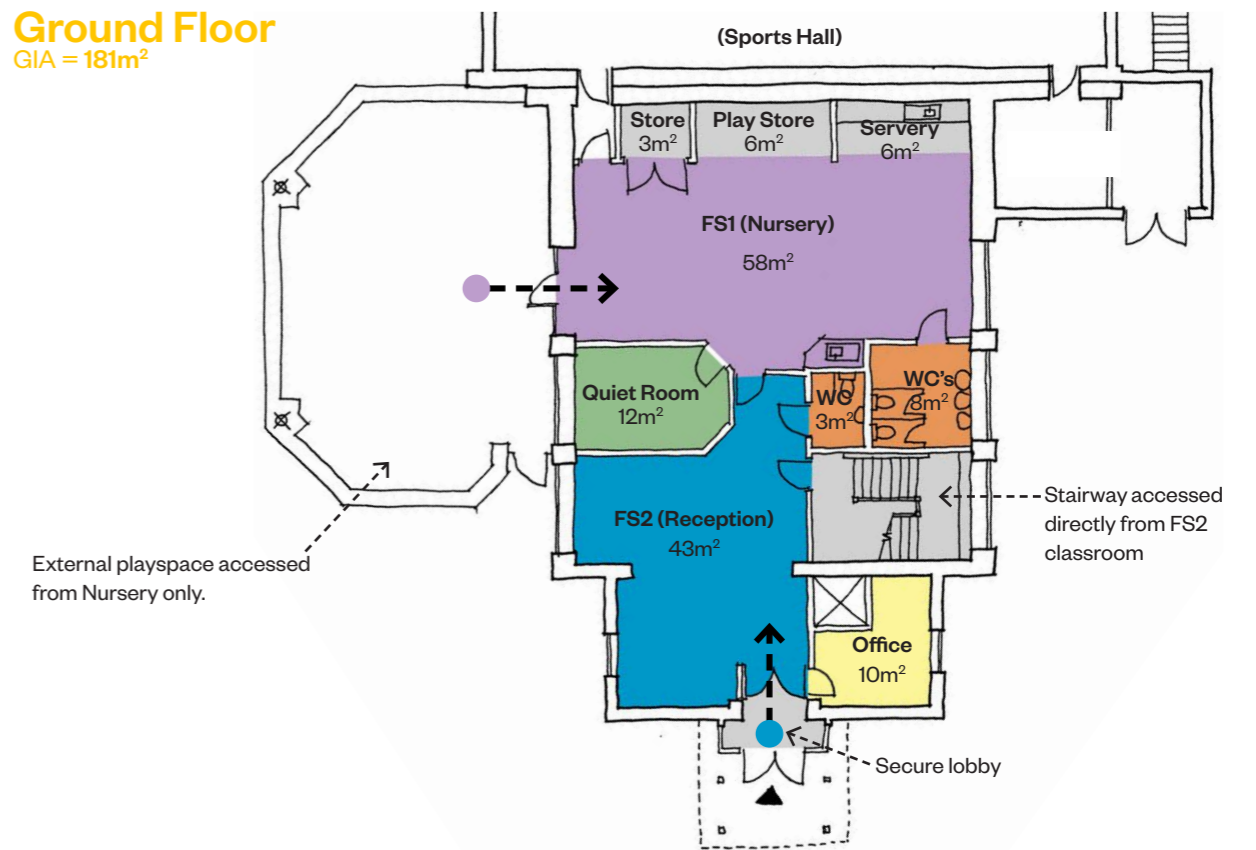 Ground Floor
GIA = 181m²
(Sports Hall)
Store
3m²
Play Store
6m²
Servery
6m²
FS1 (Nursery)
58m²
Quiet Room
12m²
WC
3m²
WC's
8m²
FS2 (Reception)
43m²
Stairway accessed
directly from FS2
classroom
External playspace accessed
from Nursery only.
Office
10m²
Secure lobby